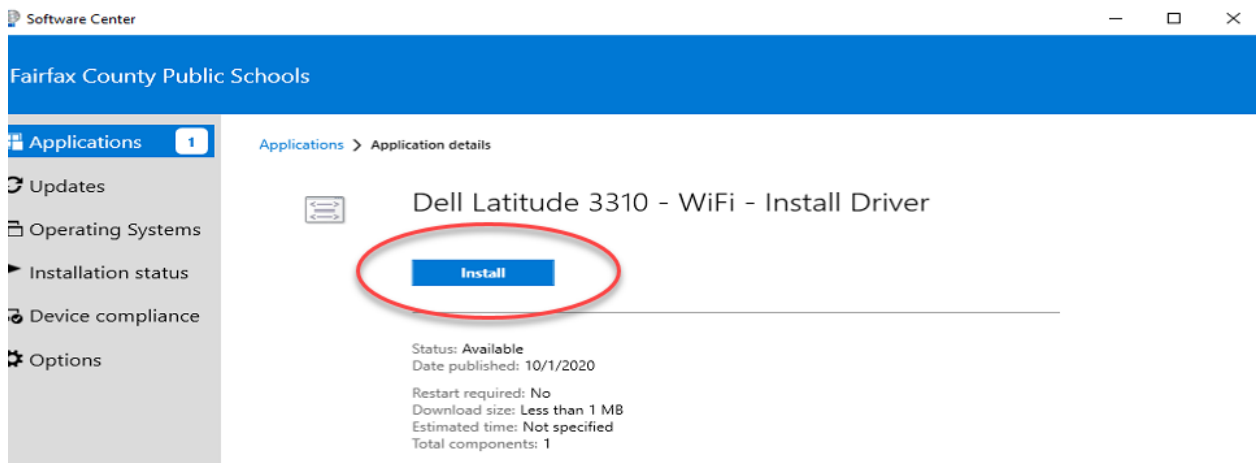 Software Center
Fairfax County Public Schools
Applications 1
Updates
Operating Systems
Installation status
Device compliance
Options
Applications > Application details
Dell Latitude 3310 - WiFi - Install Driver
Install
Status: Available
Date published: 10/1/2020
Restart required: No
Download size: Less than 1 MB
Estimated time: Not specified
Total components: 1